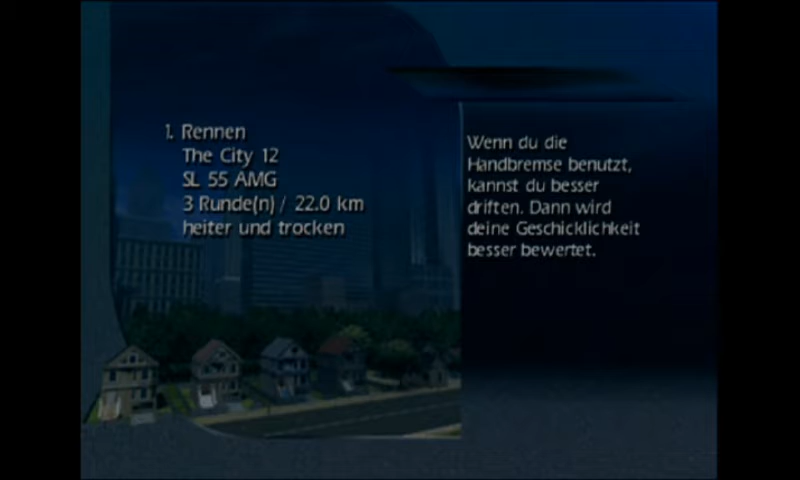 1. Rennen
The City 12
SL 55 AMG
3 Runde(n) / 22.0 km
heiter und trocken
Wenn du die
Handbremse benutzt,
kannst du besser
driften. Dann wird
deine Geschicklichkeit
besser bewertet.